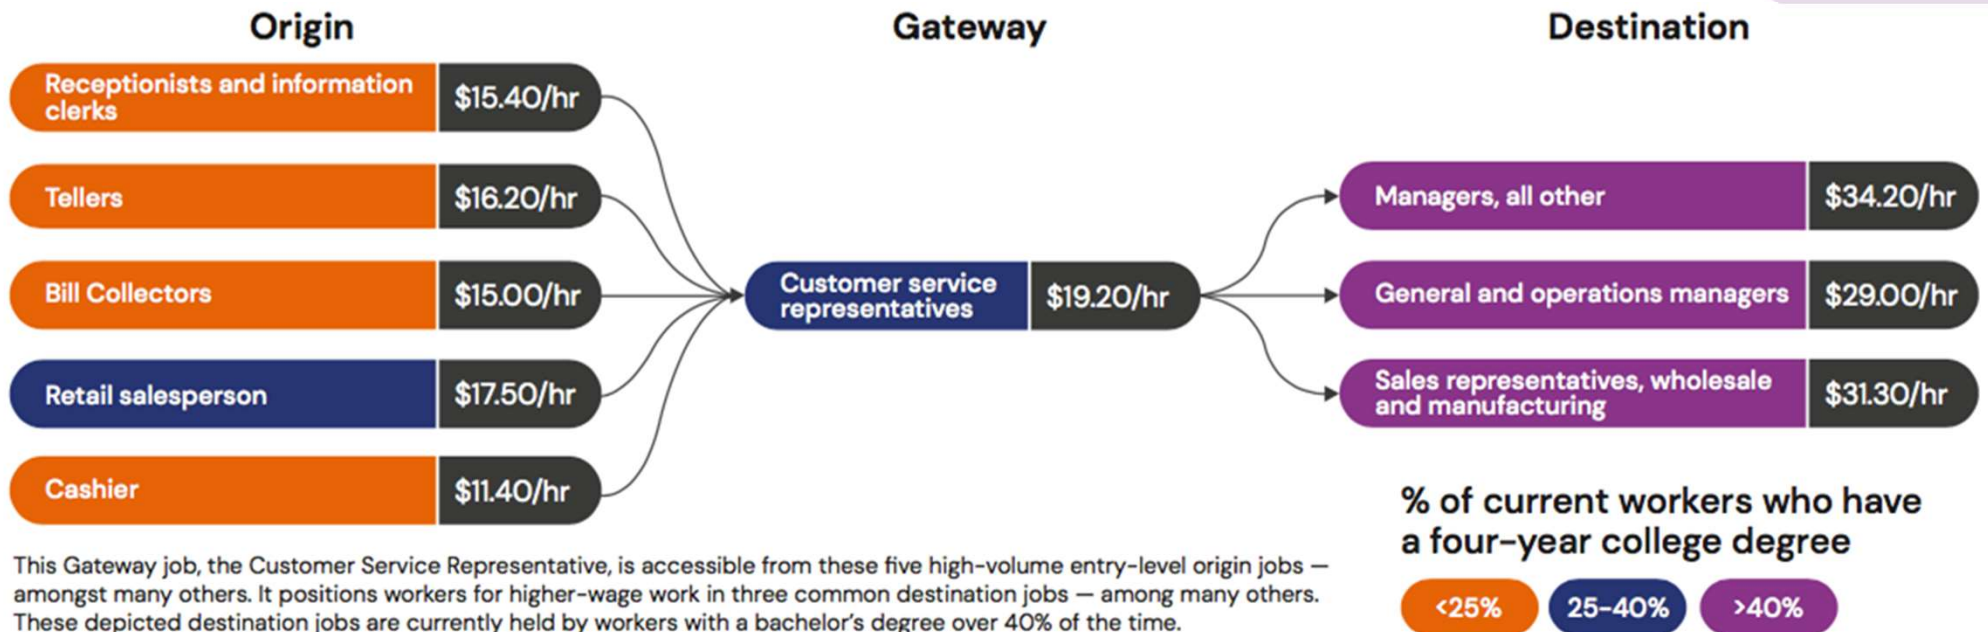 Origin
Gateway
Destination
Receptionists and information
clerks
$15.40/hr
Tellers
$16.20/hr
Bill Collectors
$15.00/hr
Retail salesperson
$17.50/hr
Cashier
$11.40/hr
Customer service
representatives
$19.20/hr
Managers, all other
$34.20/hr
General and operations managers
$29.00/hr
Sales representatives, wholesale
and manufacturing
$31.30/hr
This Gateway job, the Customer Service Representative, is accessible from these five high-volume entry-level origin jobs —
amongst many others. It positions workers for higher-wage work in three common destination jobs — among many others.
These depicted destination jobs are currently held by workers with a bachelor's degree over 40% of the time.
% of current workers who have
a four-year college degree
<25%
25-40%
>40%